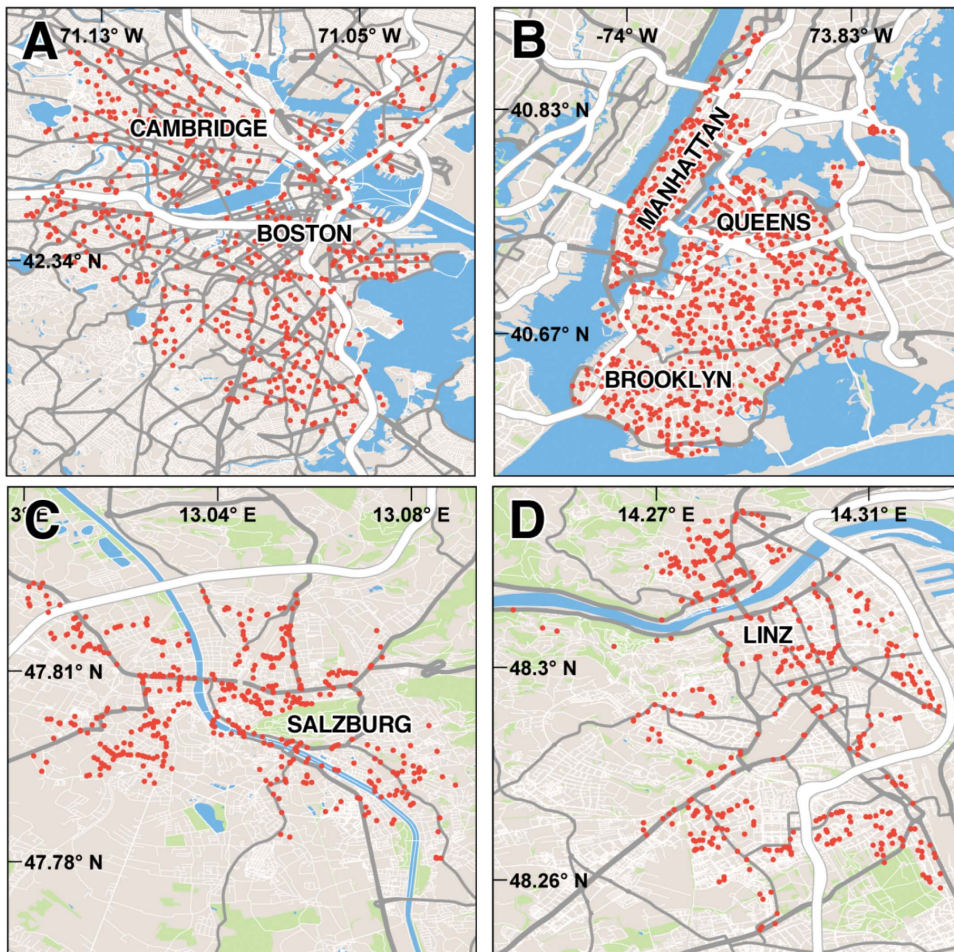 A
71.13° W
71.05° W
CAMBRIDGE
BOSTON
42.34° N
B
-74° W
73.83° W
40.83° N
MANHATTAN
QUEENS
40.67° N
BROOKLYN
C
3° E
13.04° E
13.08° E
47.81° N
SALZBURG
47.78° N
D
14.27° E
14.31° E
LINZ
48.3° N
48.26° N